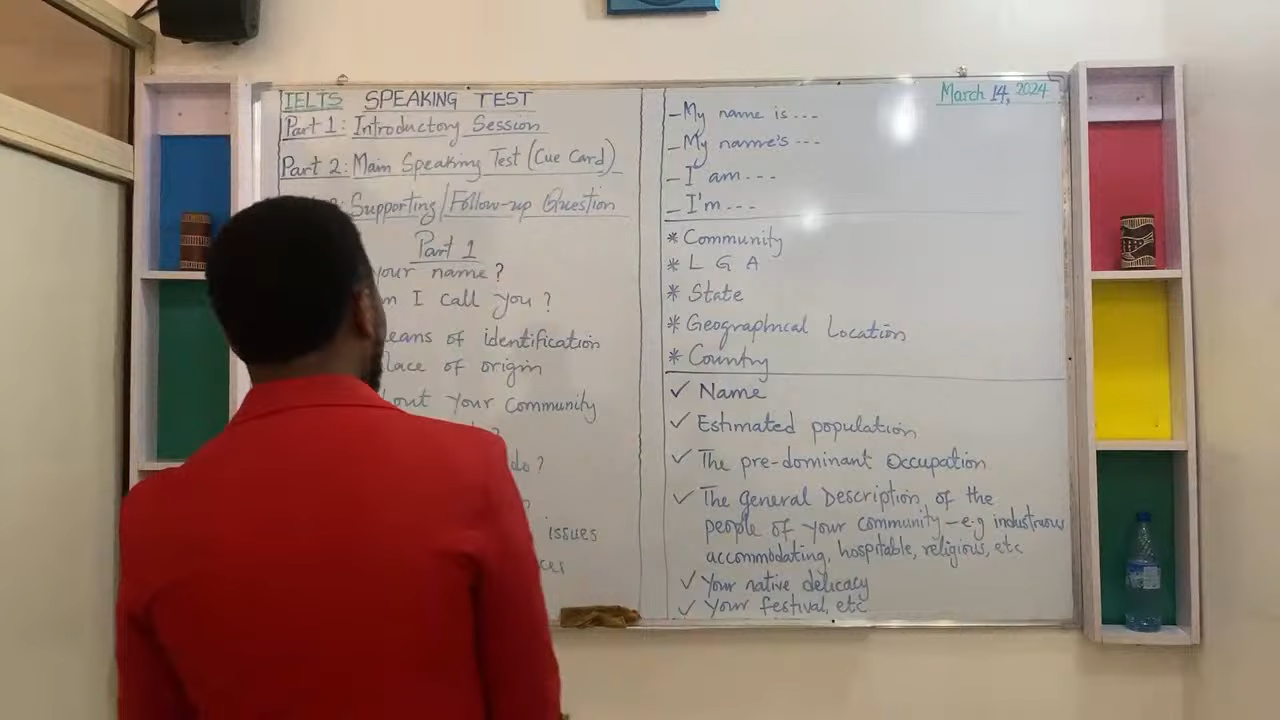 IELTS SPEAKING TEST
Part 1: Introductory Session
Part 2: Main Speaking Test (Cue Card)
: Supporting/Follow-up Question
Part 1
your name?
I call you?
of identification
of origin
your community
do?
issues
March 14, 2024
- My name is ...
- My name's ...
- I am ...
- I'm ...
* Community
* L G A
* State
* Geographical Location
* Country
✓ Name
✓ Estimated population
✓ The pre-dominant Occupation
✓ The general Description of the
people of your community - e.g industrious
accommodating, hospitable, religious, etc
✓ Your native delicacy
✓ Your festival, etc